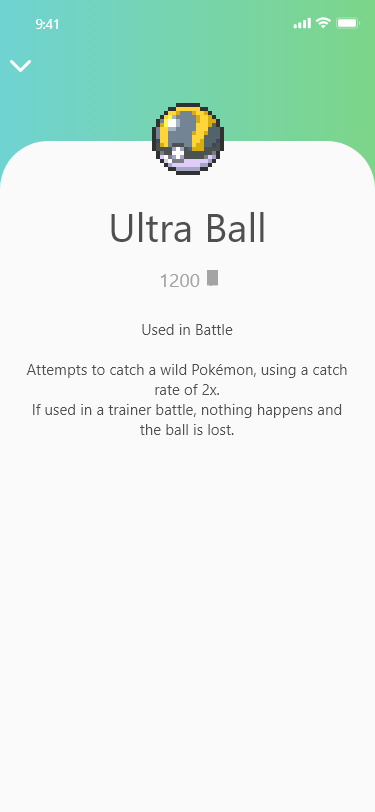 9:41
Ultra Ball
1200
Used in Battle
Attempts to catch a wild Pokémon, using a catch
rate of 2x.
If used in a trainer battle, nothing happens and
the ball is lost.